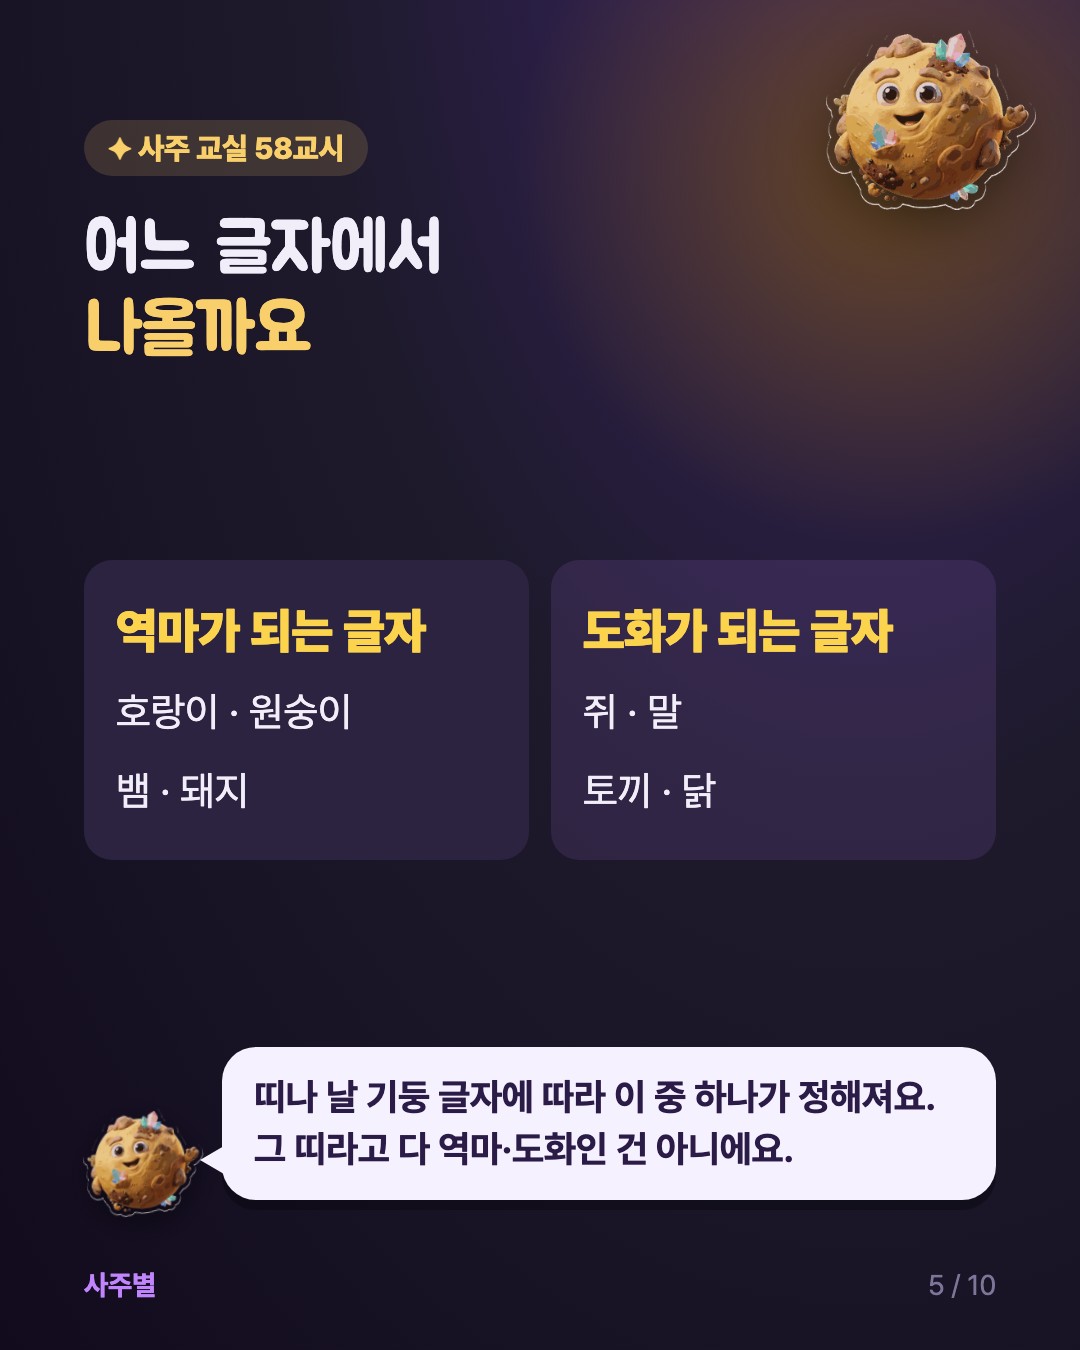 ✦ 사주 교실 58교시
어느 글자에서
나올까요
역마가 되는 글자
호랑이 · 원숭이
뱀 · 돼지
도화가 되는 글자
쥐 · 말
토끼 · 닭
띠나 날 기둥 글자에 따라 이 중 하나가 정해져요.
그 띠라고 다 역마·도화인 건 아니에요.
사주별
5 / 10